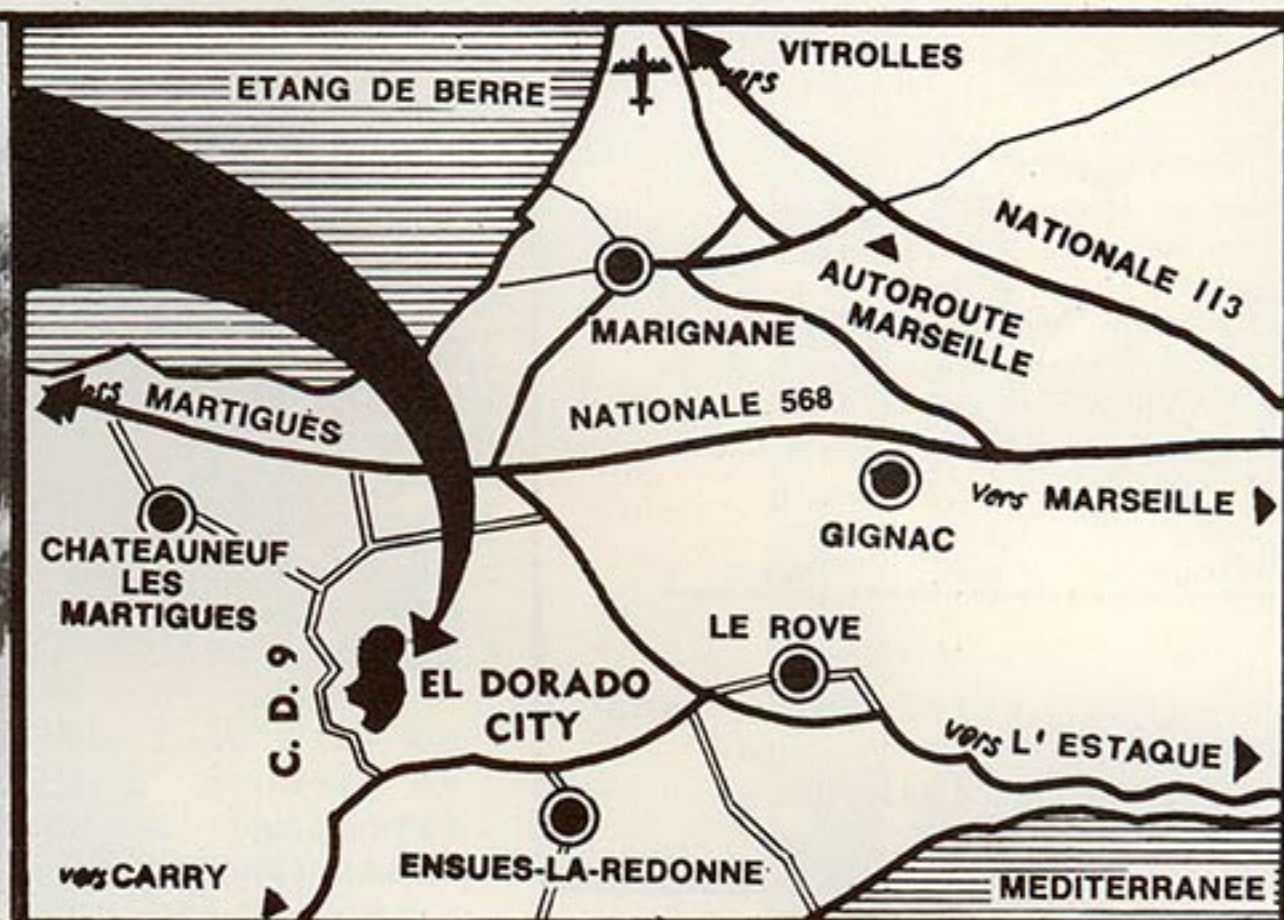 ETANG DE BERRE
vers VITROLLES
NATIONALE 113
AUTOROUTE
MARSEILLE
MARIGNANE
vers MARTIGUES
NATIONALE 568
CHATEAUNEUF
LES
MARTIGUES
GIGNAC
vers MARSEILLE
C. D. 9
LE ROVE
EL DORADO
CITY
vers L'ESTAQUE
ENSUES-LA-REDONNE
vers CARRY
MEDITERRANEE